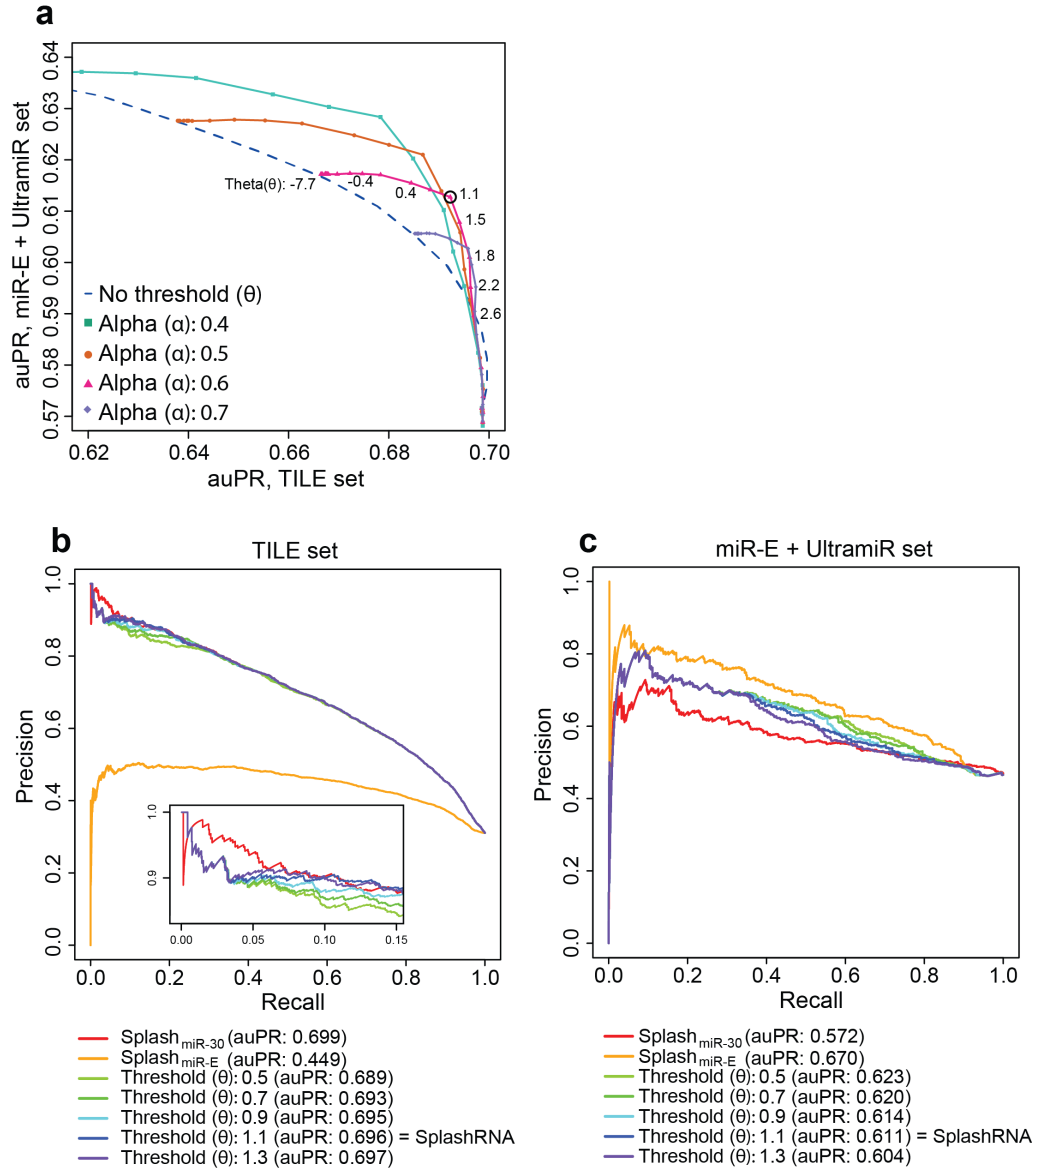 a
auPR, miR-E + UltramiR set
0.64
0.63
0.62
0.61
0.60
0.59
0.58
0.57
Theta(θ): -7.7
-0.4
0.4
1.1
1.5
1.8
2.2
2.6
No threshold (θ)
Alpha (α): 0.4
Alpha (α): 0.5
Alpha (α): 0.6
Alpha (α): 0.7
0.62 0.64 0.66 0.68 0.70
auPR, TILE set
b
TILE set
Precision
1.0
0.8
0.6
0.4
0.2
0.0
1.0
0.9
0.00 0.05 0.10 0.15
0.0 0.2 0.4 0.6 0.8 1.0
Recall
Splash miR-30 (auPR: 0.699)
Splash miR-E (auPR: 0.449)
Threshold (θ): 0.5 (auPR: 0.689)
Threshold (θ): 0.7 (auPR: 0.693)
Threshold (θ): 0.9 (auPR: 0.695)
Threshold (θ): 1.1 (auPR: 0.696) = SplashRNA
Threshold (θ): 1.3 (auPR: 0.697)
c
miR-E + UltramiR set
Precision
1.0
0.8
0.6
0.4
0.2
0.0
0.0 0.2 0.4 0.6 0.8 1.0
Recall
Splash miR-30 (auPR: 0.572)
Splash miR-E (auPR: 0.670)
Threshold (θ): 0.5 (auPR: 0.623)
Threshold (θ): 0.7 (auPR: 0.620)
Threshold (θ): 0.9 (auPR: 0.614)
Threshold (θ): 1.1 (auPR: 0.611) = SplashRNA
Threshold (θ): 1.3 (auPR: 0.604)